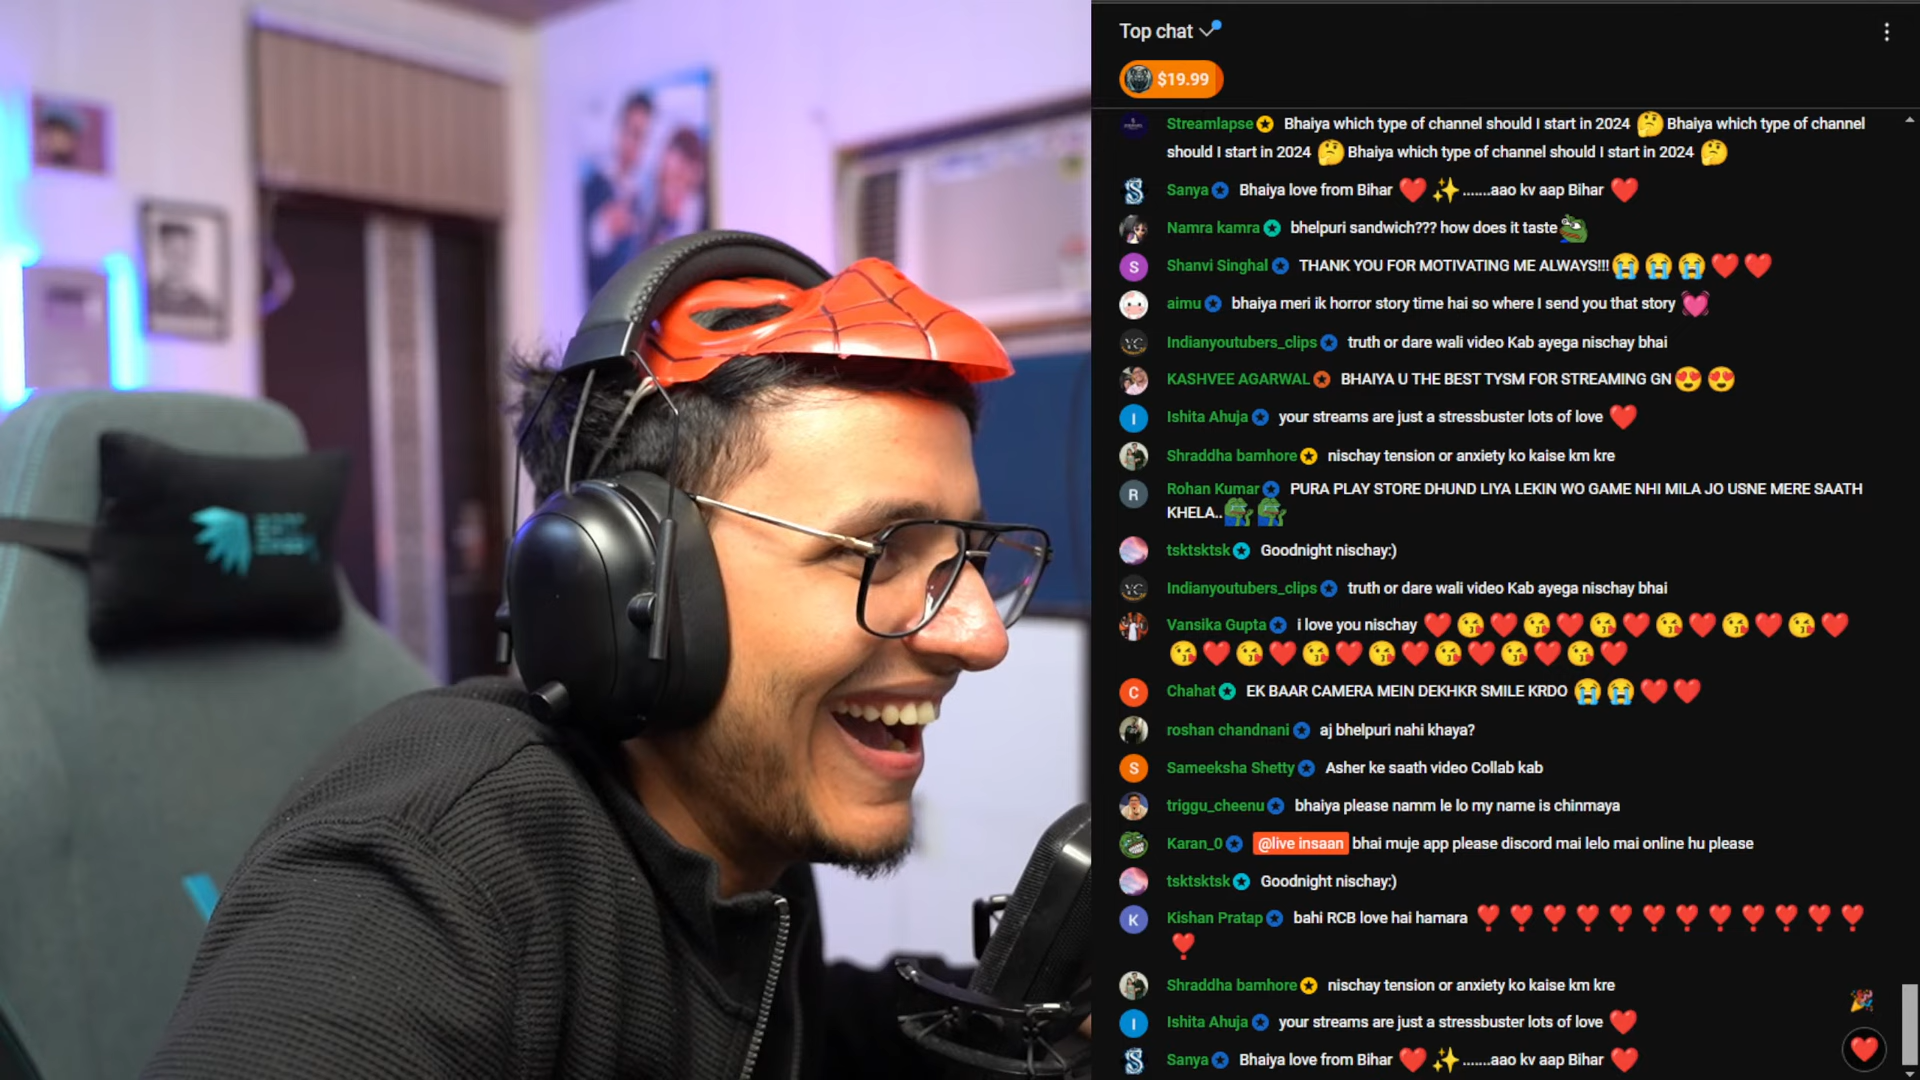 Top chat
$19.99
Streamlapse Bhaiya which type of channel should I start in 2024 🤔 Bhaiya which type of channel
should I start in 2024 🤔 Bhaiya which type of channel should I start in 2024 🤔
Sanya Bhaiya love from Bihar ❤️ ✨.......aao kv aap Bihar ❤️
Namra kamra bhelpuri sandwich??? how does it taste
S Shanvi Singhal THANK YOU FOR MOTIVATING ME ALWAYS!!! 😭 😭 😭 ❤️ ❤️
aimu bhaiya meri ik horror story time hai so where I send you that story 💓
YC Indianyoutubers_clips truth or dare wali video Kab ayega nischay bhai
KASHVEE AGARWAL BHAIYA U THE BEST TYSM FOR STREAMING GN 😍 😍
I Ishita Ahuja your streams are just a stressbuster lots of love ❤️
Shraddha bamhore nischay tension or anxiety ko kaise km kre
R Rohan Kumar PURA PLAY STORE DHUND LIYA LEKIN WO GAME NHI MILA JO USNE MERE SAATH
KHELA..
tsktsktsk Goodnight nischay:)
YC Indianyoutubers_clips truth or dare wali video Kab ayega nischay bhai
Vansika Gupta i love you nischay ❤️ 😘 ❤️ 😘 ❤️ 😘 ❤️ 😘 ❤️ 😘 ❤️ 😘 ❤️
😘 ❤️ 😘 ❤️ 😘 ❤️ 😘 ❤️ 😘 ❤️ 😘 ❤️ 😘 ❤️
C Chahat EK BAAR CAMERA MEIN DEKHKR SMILE KRDO 😭 😭 ❤️ ❤️
roshan chandnani aj bhelpuri nahi khaya?
S Sameeksha Shetty Asher ke saath video Collab kab
triggu_cheenu bhaiya please namm le lo my name is chinmaya
Karan_0 @live insaan bhai muje app please discord mai lelo mai online hu please
tsktsktsk Goodnight nischay:)
K Kishan Pratap bahi RCB love hai hamara ❣️ ❣️ ❣️ ❣️ ❣️ ❣️ ❣️ ❣️ ❣️ ❣️ ❣️ ❣️
❣️
Shraddha bamhore nischay tension or anxiety ko kaise km kre
I Ishita Ahuja your streams are just a stressbuster lots of love ❤️
Sanya Bhaiya love from Bihar ❤️ ✨.......aao kv aap Bihar ❤️